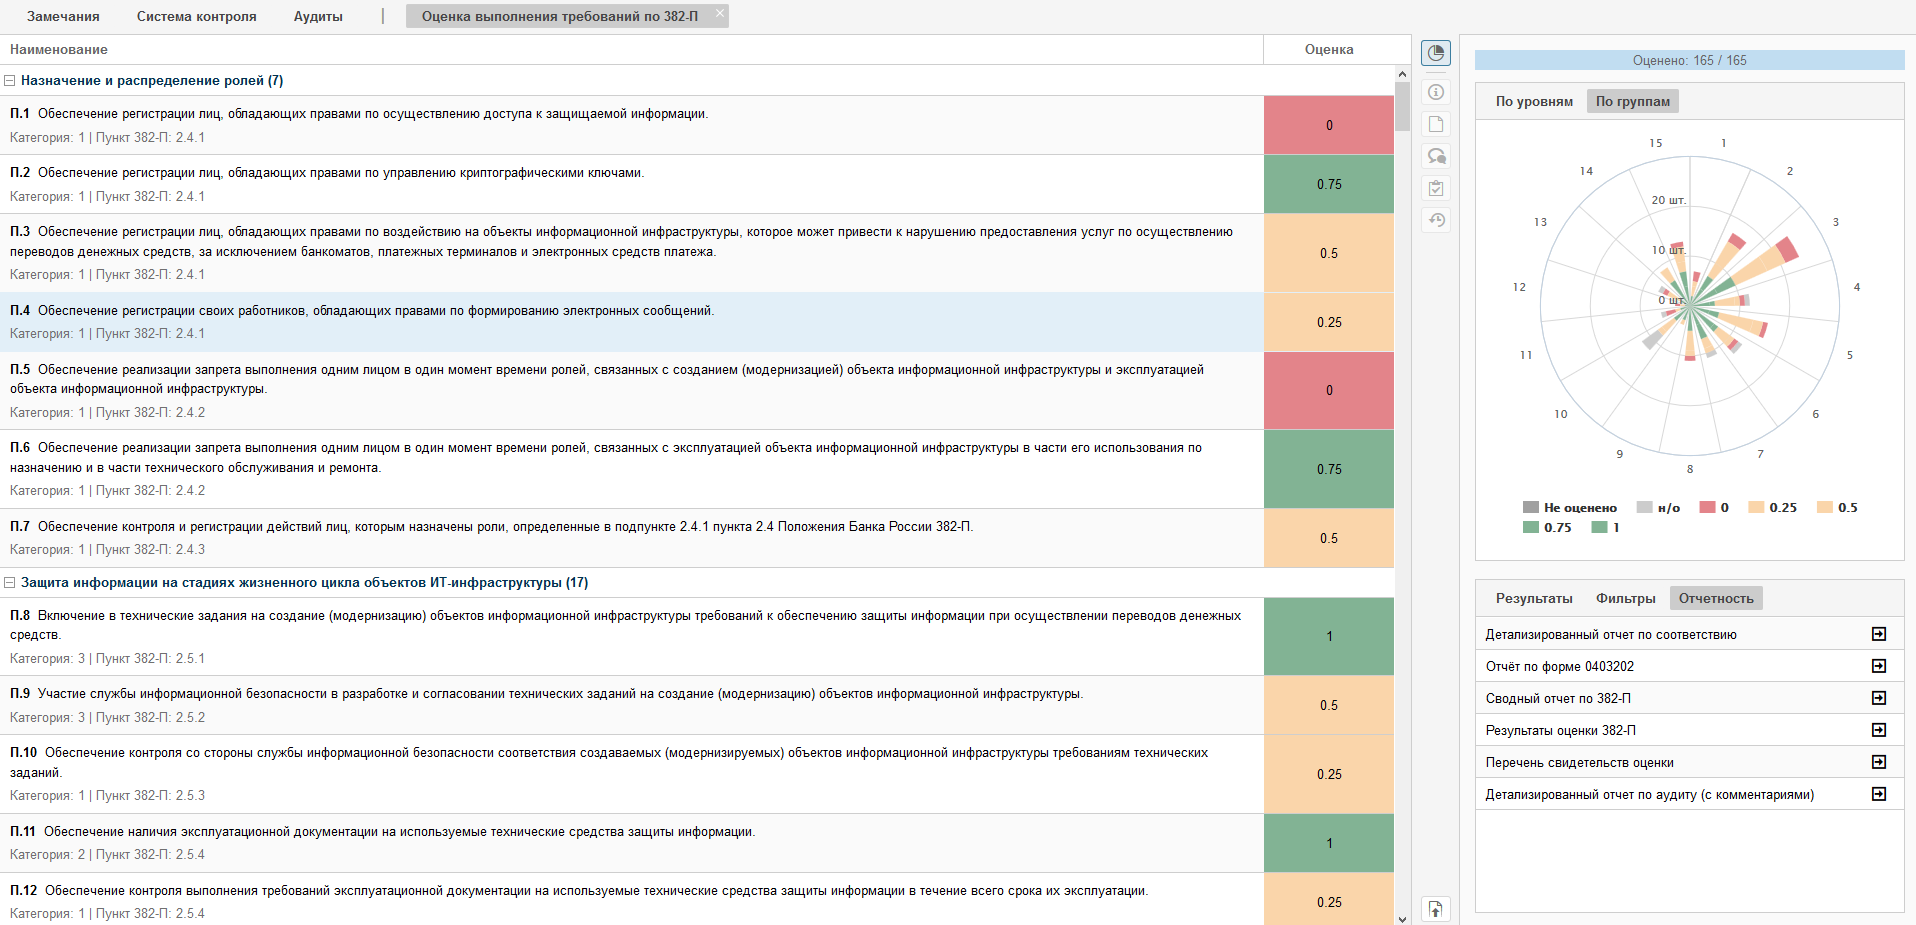 Замечания Система контроля Аудиты | Оценка выполнения требований по 382-П ×
Наименование Оценка
Назначение и распределение ролей (7)
П.1 Обеспечение регистрации лиц, обладающих правами по осуществлению доступа к защищаемой информации.
Категория: 1 | Пункт 382-П: 2.4.1
0
П.2 Обеспечение регистрации лиц, обладающих правами по управлению криптографическими ключами.
Категория: 1 | Пункт 382-П: 2.4.1
0.75
П.3 Обеспечение регистрации лиц, обладающих правами по воздействию на объекты информационной инфраструктуры, которое может привести к нарушению предоставления услуг по осуществлению
переводов денежных средств, за исключением банкоматов, платежных терминалов и электронных средств платежа.
Категория: 1 | Пункт 382-П: 2.4.1
0.5
П.4 Обеспечение регистрации своих работников, обладающих правами по формированию электронных сообщений.
Категория: 1 | Пункт 382-П: 2.4.1
0.25
П.5 Обеспечение реализации запрета выполнения одним лицом в один момент времени ролей, связанных с созданием (модернизацией) объекта информационной инфраструктуры и эксплуатацией
объекта информационной инфраструктуры.
Категория: 1 | Пункт 382-П: 2.4.2
0
П.6 Обеспечение реализации запрета выполнения одним лицом в один момент времени ролей, связанных с эксплуатацией объекта информационной инфраструктуры в части его использования по
назначению и в части технического обслуживания и ремонта.
Категория: 1 | Пункт 382-П: 2.4.2
0.75
П.7 Обеспечение контроля и регистрации действий лиц, которым назначены роли, определенные в подпункте 2.4.1 пункта 2.4 Положения Банка России 382-П.
Категория: 1 | Пункт 382-П: 2.4.3
0.5
Защита информации на стадиях жизненного цикла объектов ИТ-инфраструктуры (17)
П.8 Включение в технические задания на создание (модернизацию) объектов информационной инфраструктуры требований к обеспечению защиты информации при осуществлении переводов денежных
средств.
Категория: 3 | Пункт 382-П: 2.5.1
1
П.9 Участие службы информационной безопасности в разработке и согласовании технических заданий на создание (модернизацию) объектов информационной инфраструктуры.
Категория: 3 | Пункт 382-П: 2.5.2
0.5
П.10 Обеспечение контроля со стороны службы информационной безопасности соответствия создаваемых (модернизируемых) объектов информационной инфраструктуры требованиям технических
заданий.
Категория: 1 | Пункт 382-П: 2.5.3
0.25
П.11 Обеспечение наличия эксплуатационной документации на используемые технические средства защиты информации.
Категория: 2 | Пункт 382-П: 2.5.4
1
П.12 Обеспечение контроля выполнения требований эксплуатационной документации на используемые технические средства защиты информации в течение всего срока их эксплуатации.
Категория: 1 | Пункт 382-П: 2.5.4
0.25
Оценено: 165 / 165
По уровням По группам
15 1
14 2
20 шт.
13 3
10 шт.
12 4
0 шт.
11 5
10 6
9 7
8
Не оценено н/о 0 0.25 0.5
0.75 1
Результаты Фильтры Отчетность
Детализированный отчет по соответствию
Отчёт по форме 0403202
Сводный отчет по 382-П
Результаты оценки 382-П
Перечень свидетельств оценки
Детализированный отчет по аудиту (с комментариями)